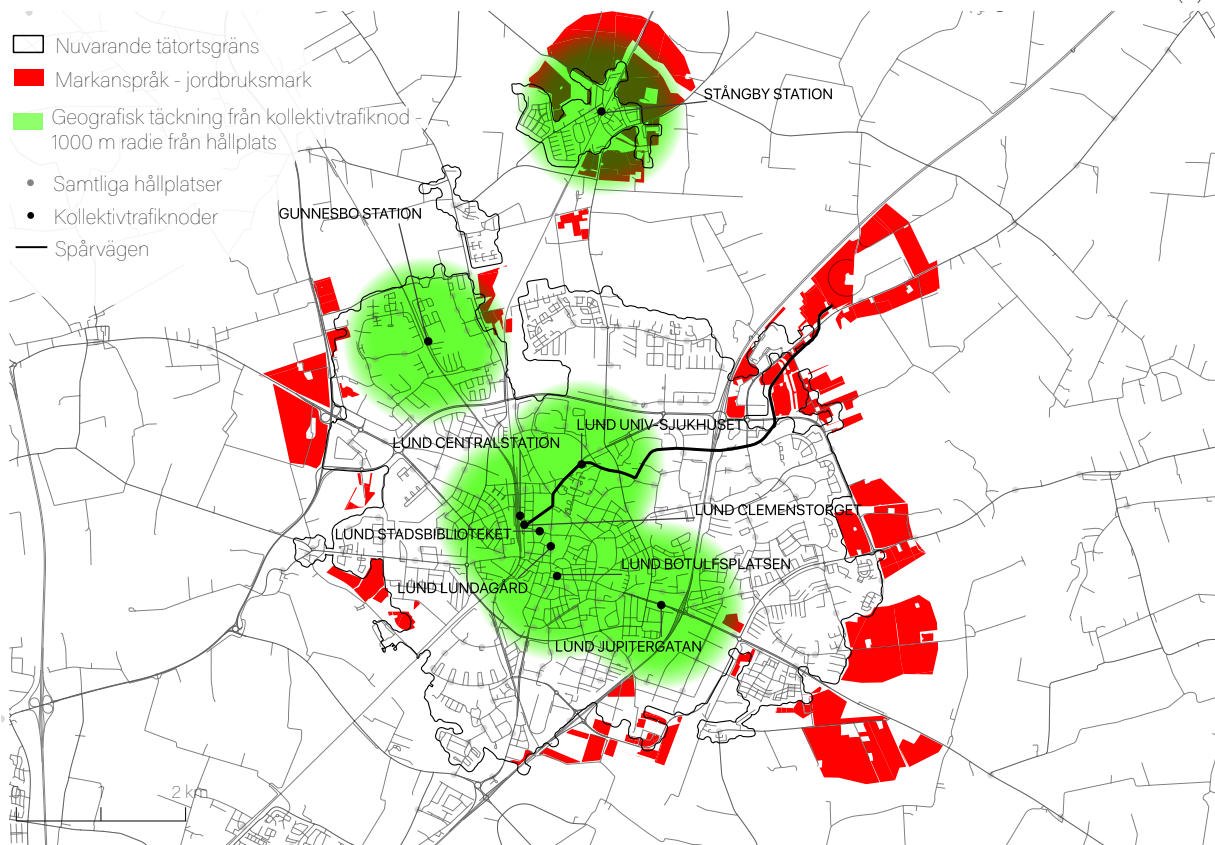 Nuvarande tätortsgräns
Markanspråk - jordbruksmark
Geografisk täckning från kollektivtrafiknod -
1000 m radie från hållplats
Samtliga hållplatser
Kollektivtrafiknoder
Spårvägen
STÅNGBY STATION
GUNNESBO STATION
LUND UNIV-SJUKHUSET
LUND CENTRALSTATION
LUND CLEMENSTORGET
LUND STADSBIBLIOTEKET
LUND BOTULFSPLATSEN
LUND LUNDAGÅRD
LUND JUPITERGATAN
2 km